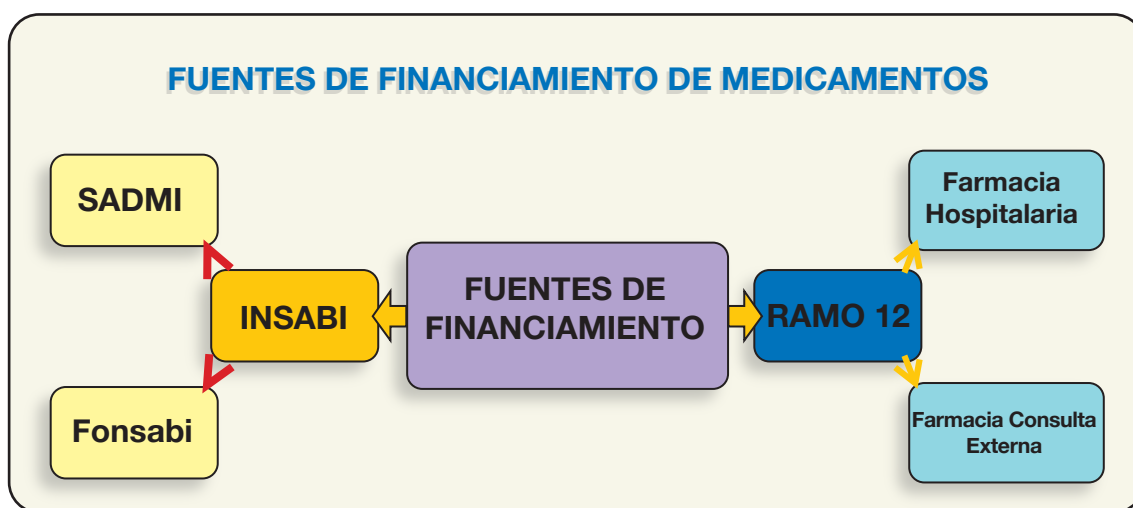 FUENTES DE FINANCIAMIENTO DE MEDICAMENTOS
SADMI
Farmacia
Hospitalaria
INSABI
FUENTES DE
FINANCIAMIENTO
RAMO 12
Fonsabi
Farmacia Consulta
Externa